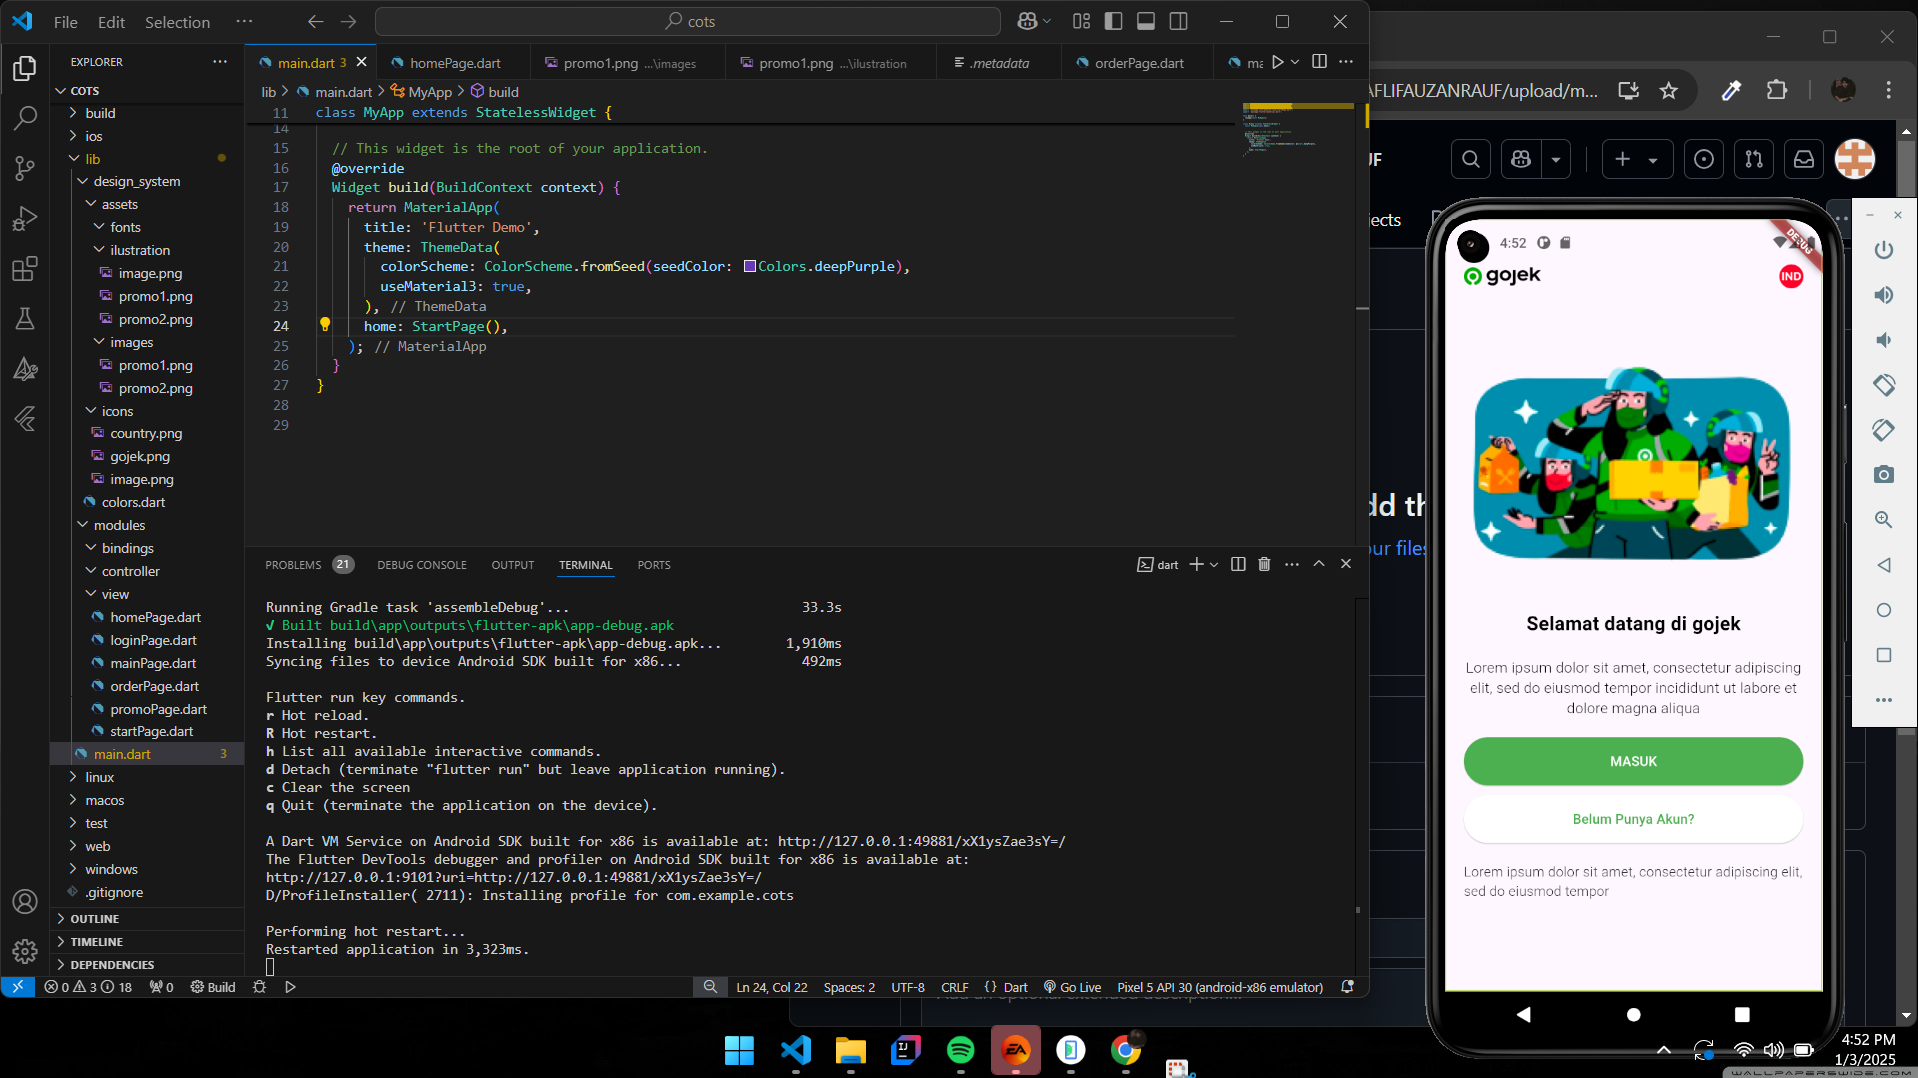 File Edit Selection ···
cots
EXPLORER
COTS
build
ios
lib
design_system
assets
fonts
ilustration
image.png
promo1.png
promo2.png
images
promo1.png
promo2.png
icons
country.png
gojek.png
image.png
colors.dart
modules
bindings
controller
view
homePage.dart
loginPage.dart
mainPage.dart
orderPage.dart
promoPage.dart
startPage.dart
main.dart 3
linux
macos
test
web
windows
.gitignore
OUTLINE
TIMELINE
DEPENDENCIES
main.dart 3 homePage.dart promo1.png ...\images promo1.png ...\ilustration .metadata orderPage.dart ma
lib > main.dart > MyApp > build
11 class MyApp extends StatelessWidget {
14
15 // This widget is the root of your application.
16 @override
17 Widget build(BuildContext context) {
18 return MaterialApp(
19 title: 'Flutter Demo',
20 theme: ThemeData(
21 colorScheme: ColorScheme.fromSeed(seedColor: Colors.deepPurple),
22 useMaterial3: true,
23 ), // ThemeData
24 home: StartPage(),
25 ); // MaterialApp
26 }
27 }
28
29
PROBLEMS 21 DEBUG CONSOLE OUTPUT TERMINAL PORTS
dart
Running Gradle task 'assembleDebug'... 33.3s
√ Built build\app\outputs\flutter-apk\app-debug.apk
Installing build\app\outputs\flutter-apk\app-debug.apk... 1,910ms
Syncing files to device Android SDK built for x86... 492ms
Flutter run key commands.
r Hot reload.
R Hot restart.
h List all available interactive commands.
d Detach (terminate "flutter run" but leave application running).
c Clear the screen
q Quit (terminate the application on the device).
A Dart VM Service on Android SDK built for x86 is available at: http://127.0.0.1:49881/xX1ysZae3sY=/
The Flutter DevTools debugger and profiler on Android SDK built for x86 is available at:
http://127.0.0.1:9101?uri=http://127.0.0.1:49881/xX1ysZae3sY=/
D/ProfileInstaller( 2711): Installing profile for com.example.cots
Performing hot restart...
Restarted application in 3,323ms.
0 3 18 0 Build
Ln 24, Col 22 Spaces: 2 UTF-8 CRLF {} Dart Go Live Pixel 5 API 30 (android-x86 emulator)
AFLIFAUZANRAUF/upload/m...
UF
jects
dd th
our files
4:52
DEBUG
gojek
IND
Selamat datang di gojek
Lorem ipsum dolor sit amet, consectetur adipiscing
elit, sed do eiusmod tempor incididunt ut labore et
dolore magna aliqua
MASUK
Belum Punya Akun?
Lorem ipsum dolor sit amet, consectetur adipiscing elit,
sed do eiusmod tempor
4:52 PM
1/3/2025
WALLPAPERSWIDE.COM